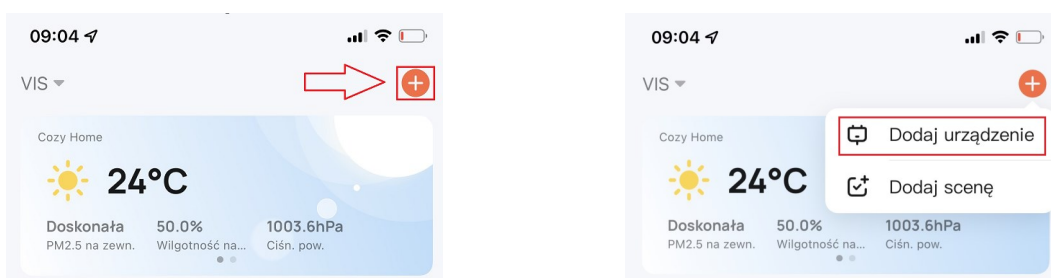 09:04
VIS
Cozy Home
24°C
Doskonała 50.0% 1003.6hPa
PM2.5 na zewn. Wilgotność na... Ciśn. pow.
09:04
VIS
Dodaj urządzenie
Cozy Home
24°C
Dodaj scenę
Doskonała 50.0% 1003.6hPa
PM2.5 na zewn. Wilgotność na... Ciśn. pow.